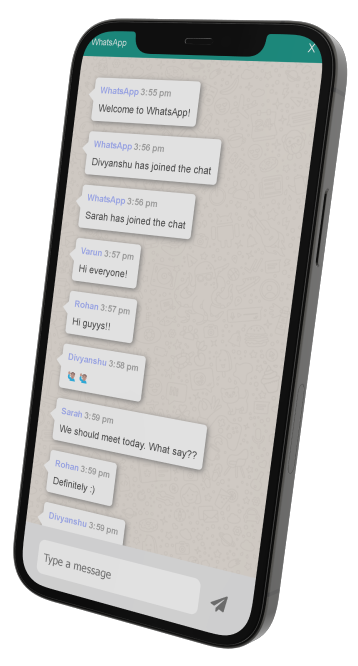 WhatsApp X
WhatsApp 3:55 pm
Welcome to WhatsApp!
WhatsApp 3:56 pm
Divyanshu has joined the chat
WhatsApp 3:56 pm
Sarah has joined the chat
Varun 3:57 pm
Hi everyone!
Rohan 3:57 pm
Hi guyys!!
Divyanshu 3:58 pm
🙋🏻‍♂️🙋🏻‍♂️
Sarah 3:59 pm
We should meet today. What say??
Rohan 3:59 pm
Definitely :)
Divyanshu 3:59 pm
Type a message